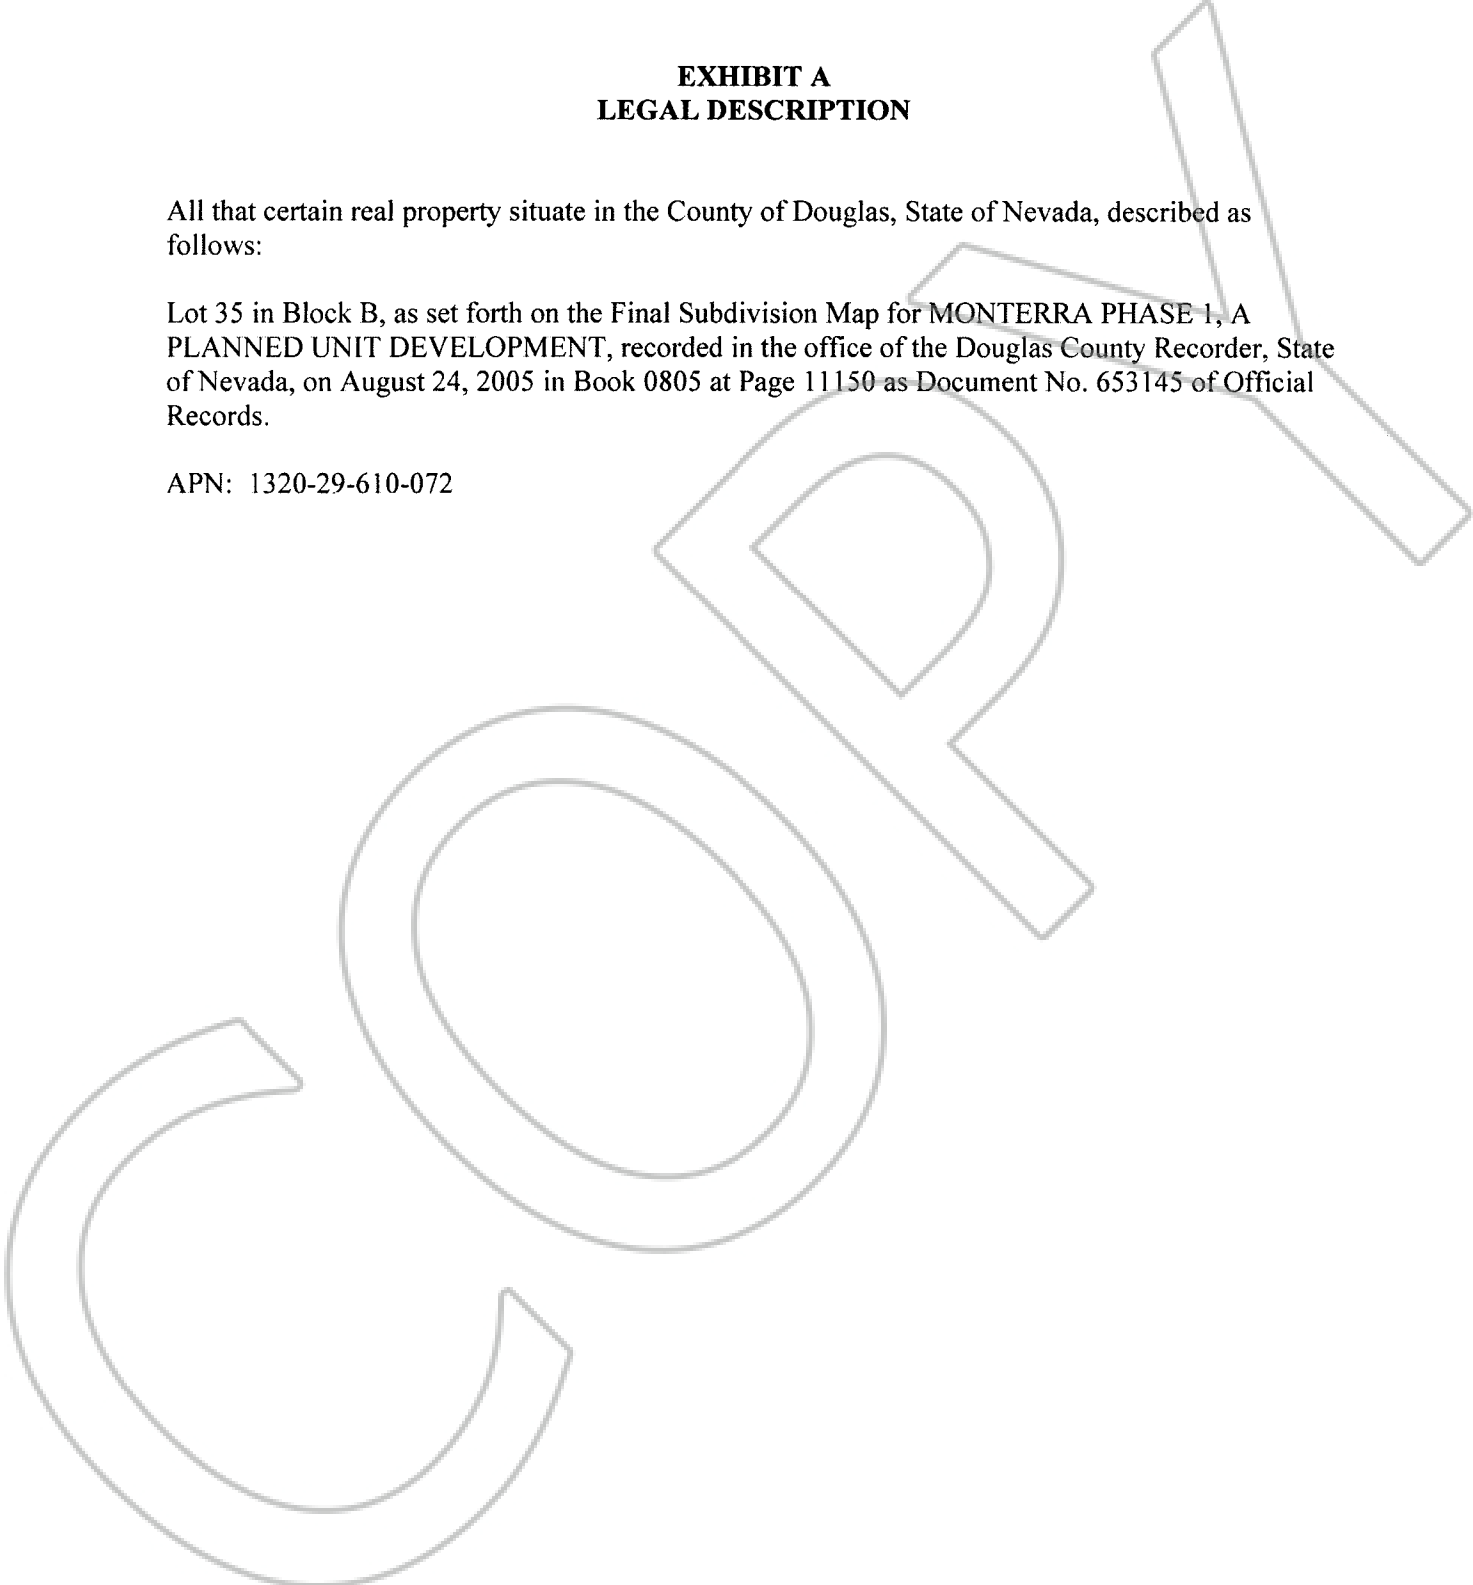 EXHIBIT A
LEGAL DESCRIPTION
All that certain real property situate in the County of Douglas, State of Nevada, described as
follows:
Lot 35 in Block B, as set forth on the Final Subdivision Map for MONTERRA PHASE 1, A
PLANNED UNIT DEVELOPMENT, recorded in the office of the Douglas County Recorder, State
of Nevada, on August 24, 2005 in Book 0805 at Page 11150 as Document No. 653145 of Official
Records.
APN: 1320-29-610-072
COPY